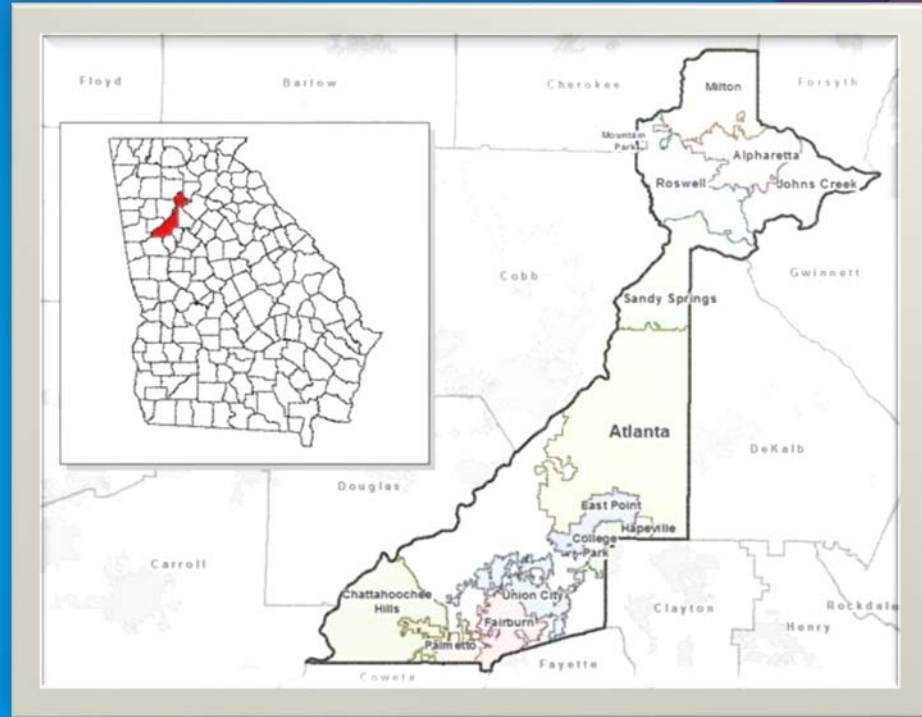 Floyd
Bartow
Cherokee
Forsyth
Milton
Mountain
Park
Alpharetta
Roswell
Johns Creek
Cobb
Gwinnett
Sandy Springs
Atlanta
DeKalb
Douglas
East Point
Hapeville
College
Park
Carroll
Chattahoochee
Hills
Union City
Clayton
Rockdale
Fairburn
Henry
Palmetto
Fayette
Coweta